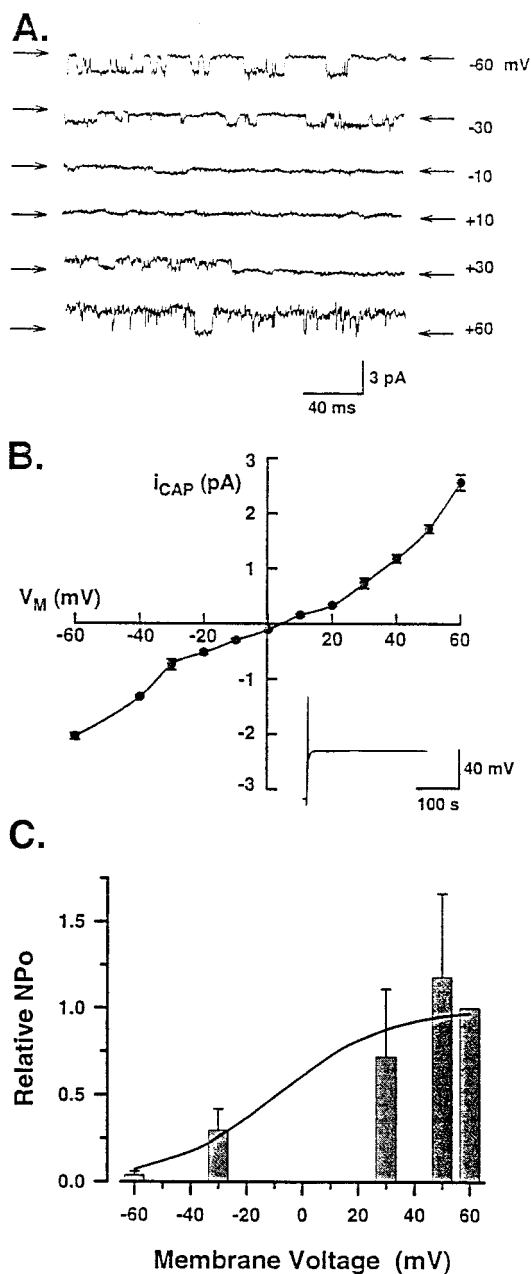 A.
-60 mV
-30
-10
+10
+30
+60
3 pA
40 ms
B.
i_CAP (pA)
3
2
1
V_M (mV)
-60 -40 -20 0 20 40 60
-1
-2
-3
40 mV
100 s
C.
Relative NPo
1.5
1.0
0.5
0.0
-60 -40 -20 0 20 40 60
Membrane Voltage (mV)